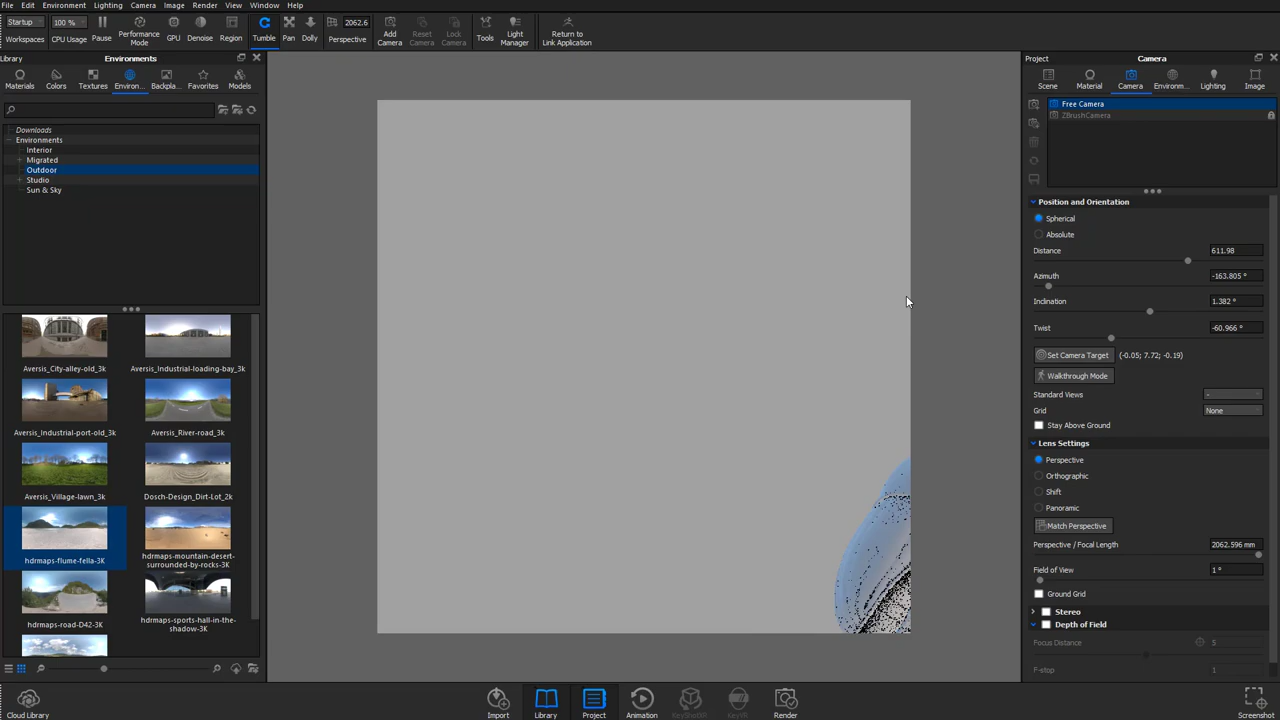 File Edit Environment Lighting Camera Image Render View Window Help
Startup 100 % 2062.6
Workspaces CPU Usage Pause Performance Mode GPU Denoise Region Tumble Pan Dolly Perspective Add Camera Reset Camera Lock Camera Tools Light Manager Return to Link Application
Library Environments
Materials Colors Textures Environ... Backpla... Favorites Models
Downloads
Environments
Interior
Migrated
Outdoor
Studio
Sun & Sky
Aversis_City-alley-old_3k Aversis_Industrial-loading-bay_3k
Aversis_Industrial-port-old_3k Aversis_River-road_3k
Aversis_Village-lawn_3k Dosch-Design_Dirt-Lot_2k
hdrmaps-flume-fella-3K hdrmaps-mountain-desert-surrounded-by-rocks-3K
hdrmaps-road-D42-3K hdrmaps-sports-hall-in-the-shadow-3K
Project Camera
Scene Material Camera Environm... Lighting Image
Free Camera
ZBrushCamera
Position and Orientation
Spherical
Absolute
Distance 611.98
Azimuth -163.805 °
Inclination 1.382 °
Twist -60.966 °
Set Camera Target (-0.05; 7.72; -0.19)
Walkthrough Mode
Standard Views -
Grid None
Stay Above Ground
Lens Settings
Perspective
Orthographic
Shift
Panoramic
Match Perspective
Perspective / Focal Length 2062.596 mm
Field of View 1 °
Ground Grid
Stereo
Depth of Field
Focus Distance 5
F-stop 1
Cloud Library Import Library Project Animation KeyShotXR KeyVR Render Screenshot